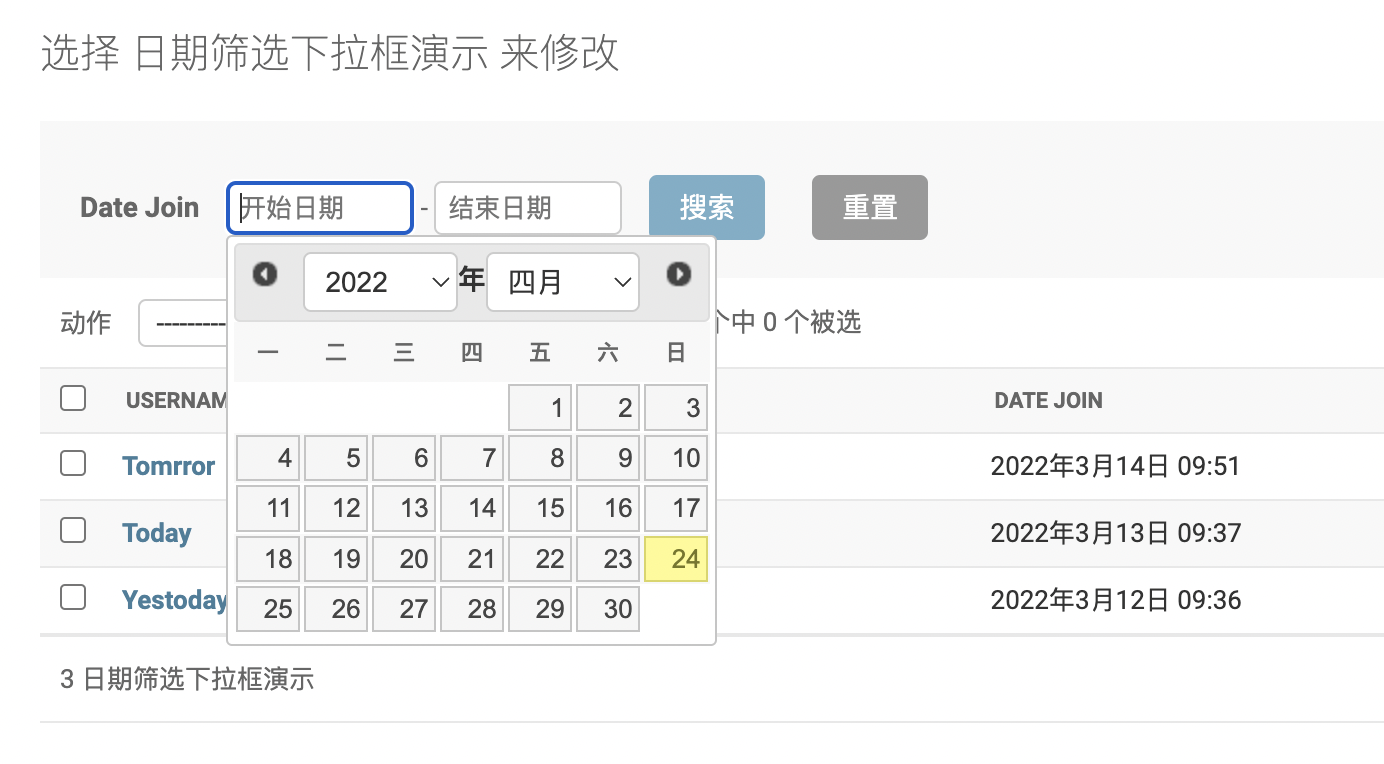 选择 日期筛选下拉框演示 来修改
Date Join 开始日期 - 结束日期 搜索 重置
2022 年 四月
动作 --------- 个中 0 个被选
一 二 三 四 五 六 日
USERNAM DATE JOIN
1 2 3
4 5 6 7 8 9 10
Tomrror 2022年3月14日 09:51
11 12 13 14 15 16 17
Today 2022年3月13日 09:37
18 19 20 21 22 23 24
Yestoday 2022年3月12日 09:36
25 26 27 28 29 30
3 日期筛选下拉框演示